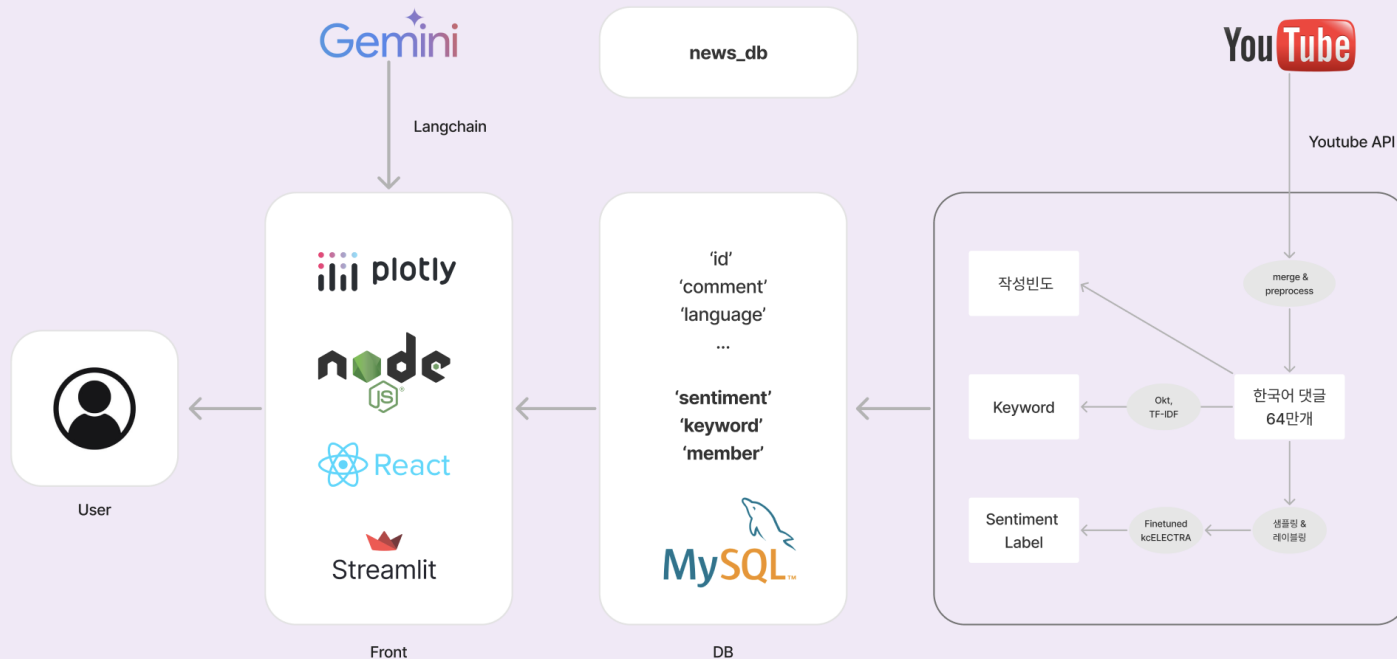 Gemini
news_db
YouTube
Langchain
Youtube API
plotly
node
JS
React
Streamlit
Front
User
'id'
'comment'
'language'
...
'sentiment'
'keyword'
'member'
MySQL
TM
DB
작성빈도
merge &
preprocess
Keyword
Okt,
TF-IDF
한국어 댓글
64만개
Sentiment
Label
Finetuned
kcELECTRA
샘플링 &
레이블링